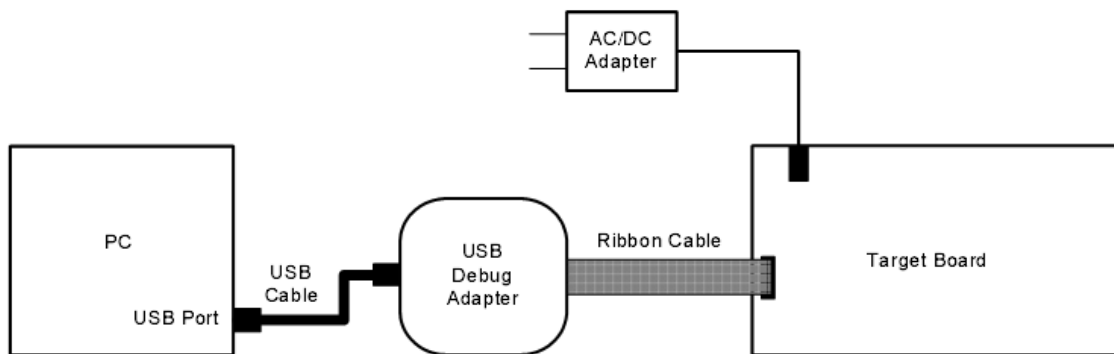 AC/DC
Adapter
PC
USB
Cable
USB Port
USB
Debug
Adapter
Ribbon Cable
Target Board